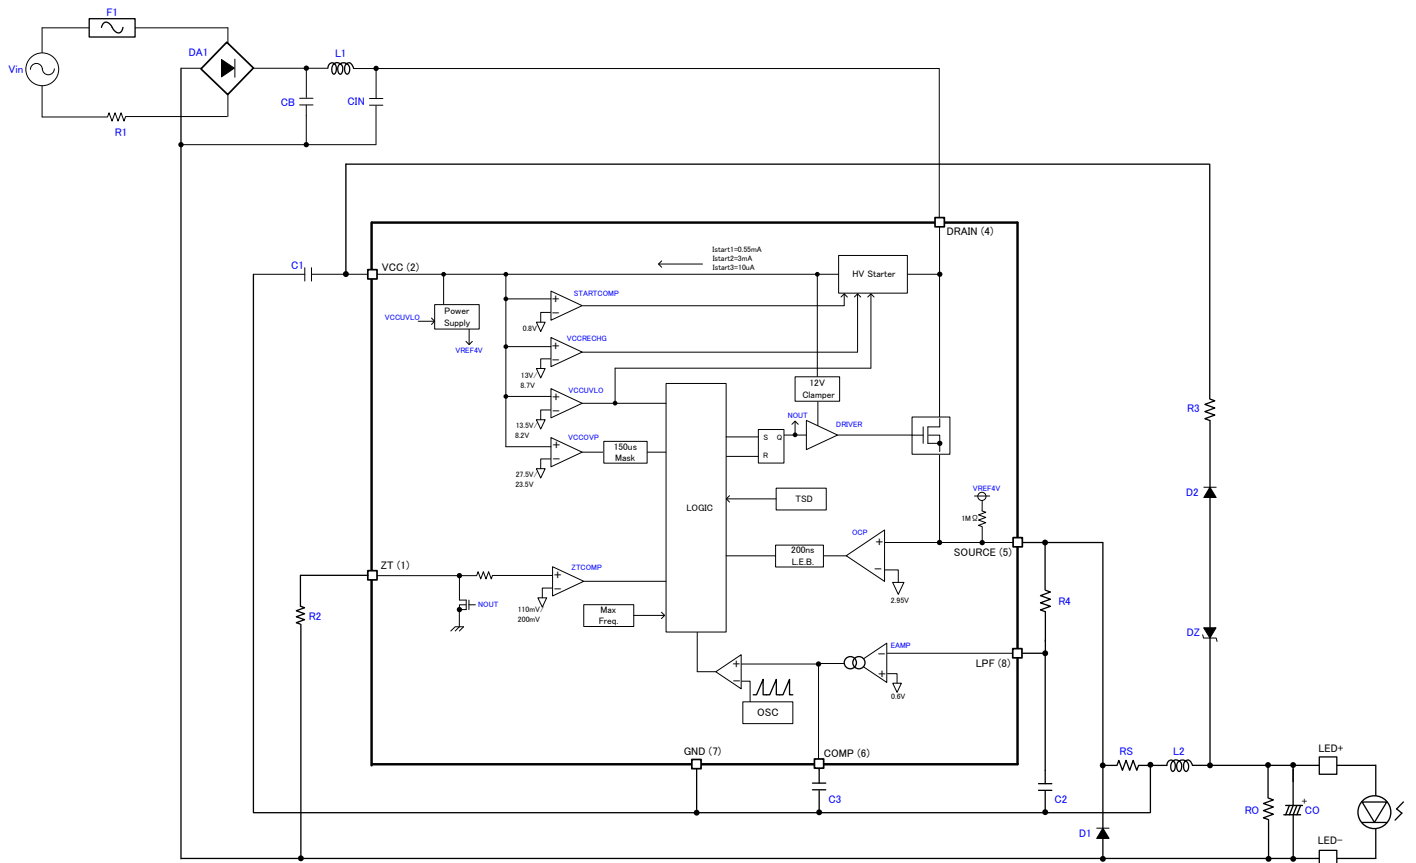 F1
Vin
DA1
L1
CB
CIN
R1
DRAIN (4)
C1
VCC (2)
Istart1=0.55mA
Istart2=3mA
Istart3=10uA
HV Starter
STARTCOMP
0.8V
Power
Supply
VCCUVLO
VREF4V
VCCRECHG
13V/
8.7V
12V
Clamper
VCCUVLO
13.5V/
8.2V
NOUT
DRIVER
S Q
R
VCCOVP
150us
Mask
27.5V/
23.5V
R3
D2
LOGIC
TSD
VREF4V
1MΩ
OCP
200ns
L.E.B.
SOURCE (5)
2.95V
ZT (1)
ZTCOMP
NOUT
110mV/
200mV
Max
Freq.
R2
R4
DZ
EAMP
LPF (8)
0.6V
OSC
GND (7)
COMP (6)
C3
C2
RS
L2
LED+
RO
+
CO
D1
LED-